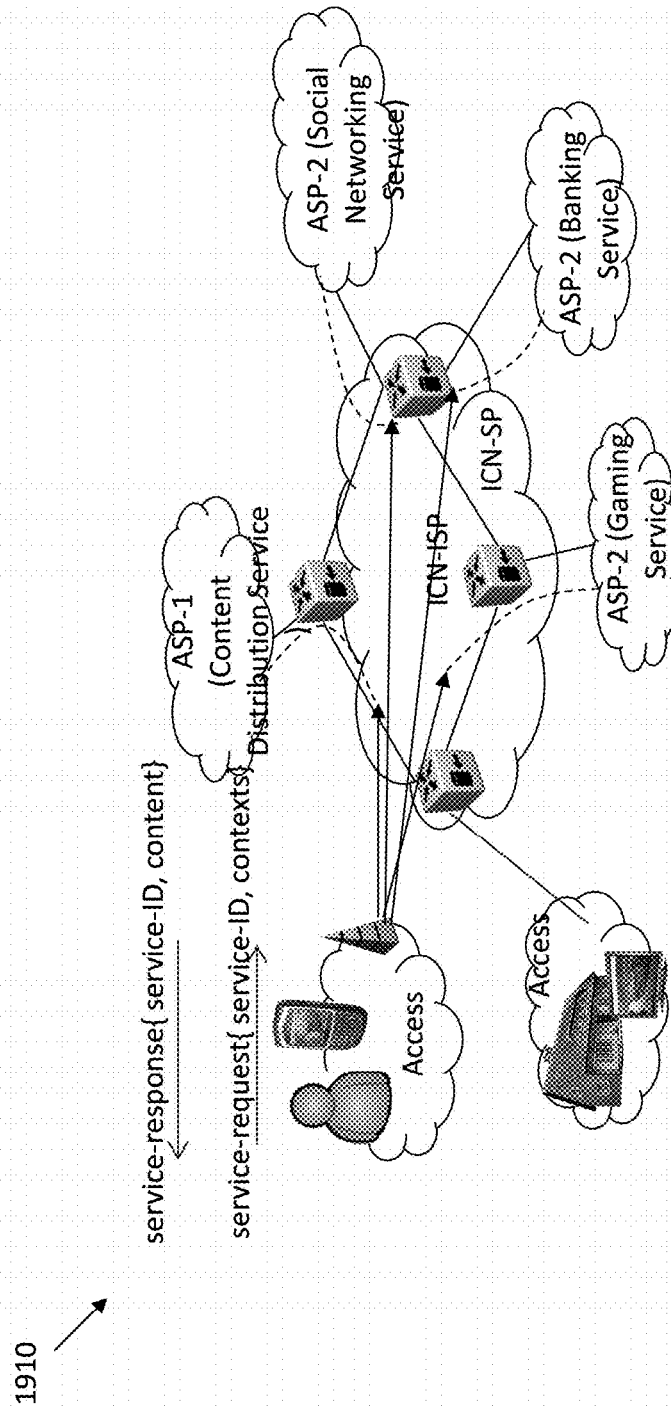 1910
service-response{ service-ID, content}
service-request{ service-ID, contexts}
ASP-1
(Content
Distribution Service
)
ASP-2 (Social
Networking
Service)
Access
ICN-ISP
ICN-SP
ASP-2 (Banking
Service)
Access
ASP-2 (Gaming
Service)